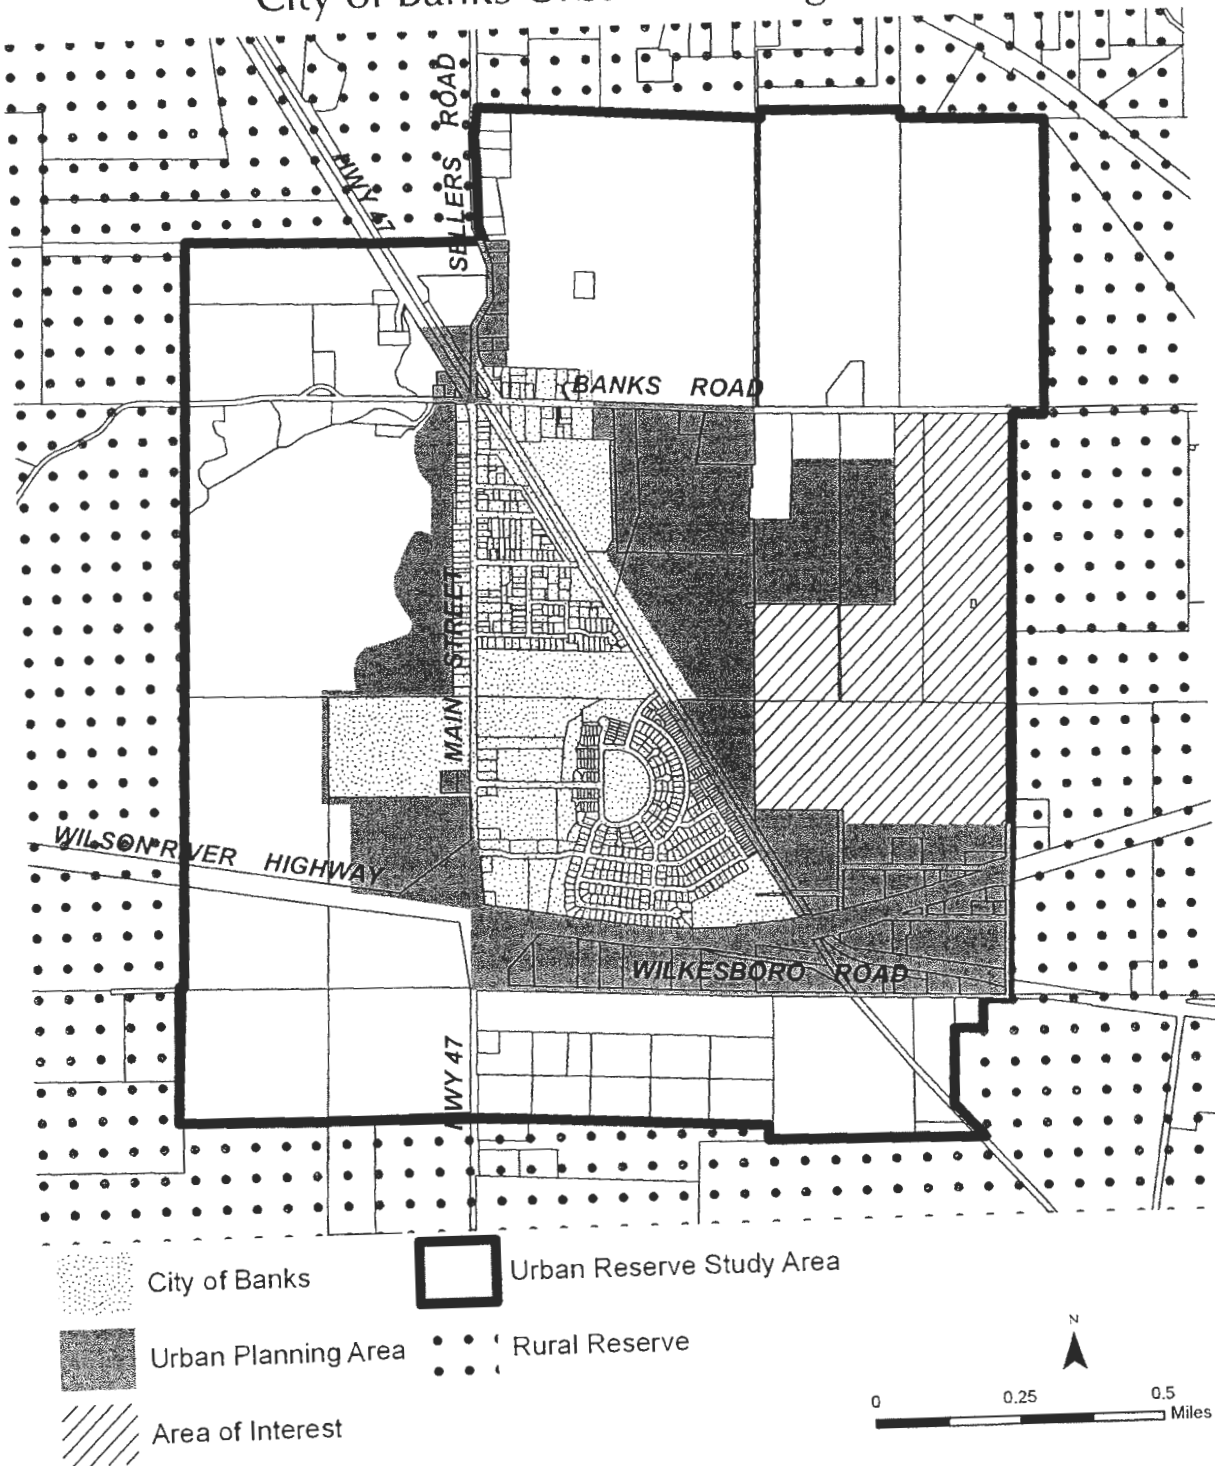 City of Banks
HWY 47
SELLERS ROAD
BANKS ROAD
MAIN STREET
WILSON RIVER HIGHWAY
WILKESBORO ROAD
HWY 47
City of Banks
Urban Reserve Study Area
Urban Planning Area
Rural Reserve
Area of Interest
N
0 0.25 0.5
Miles